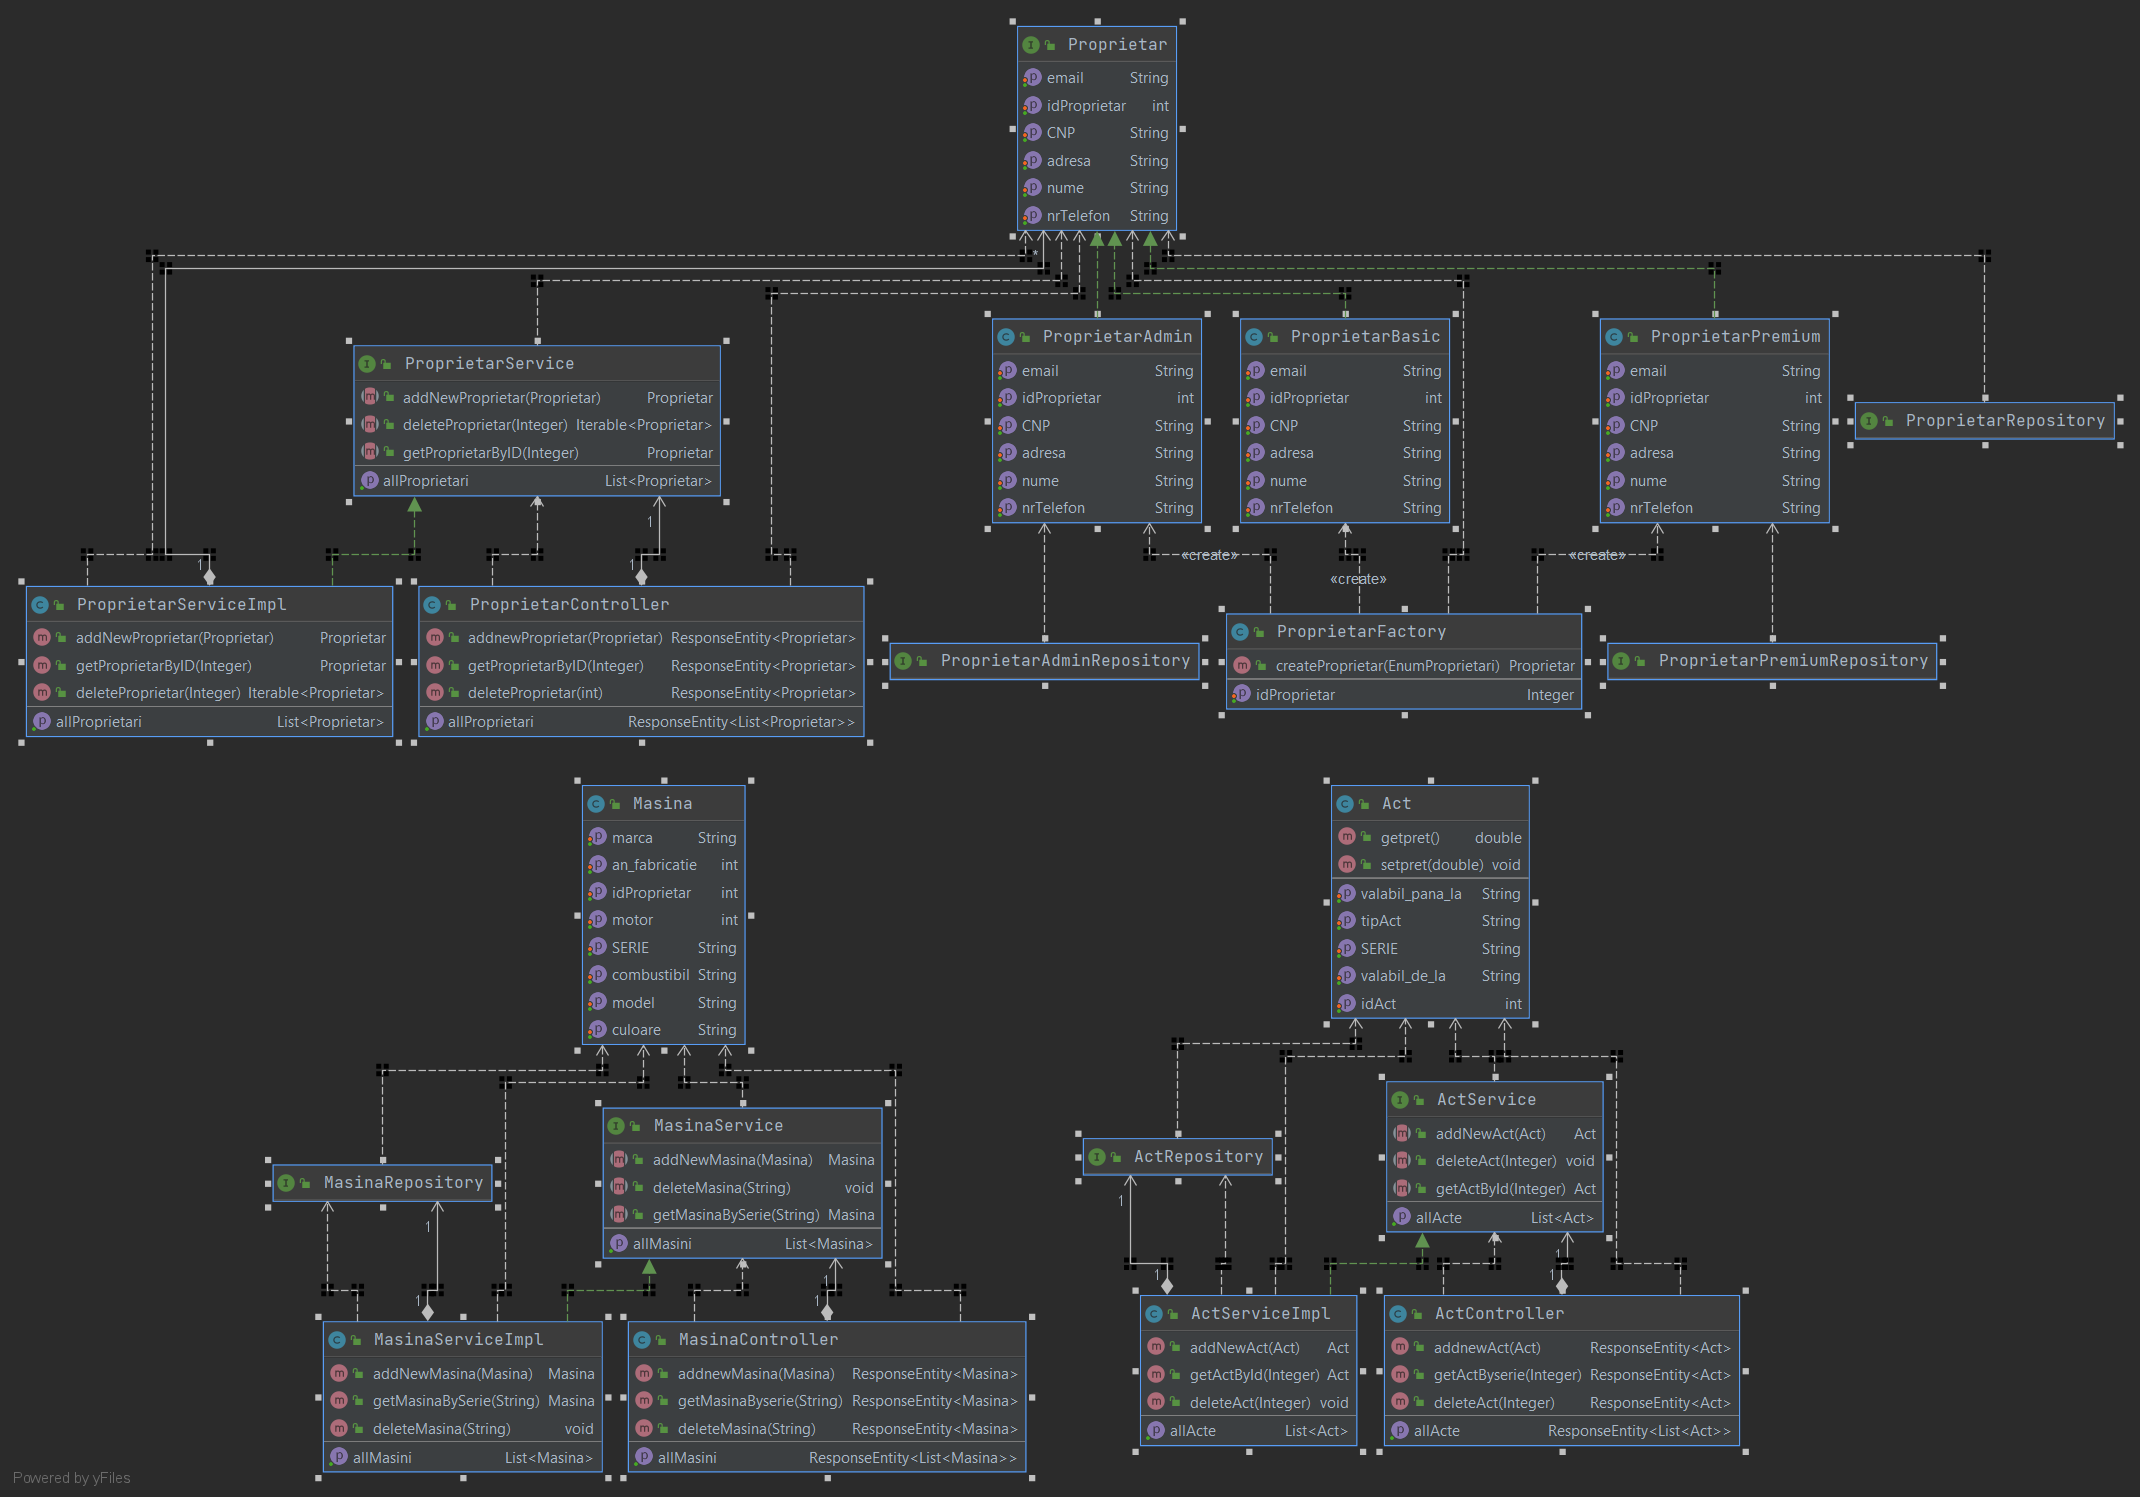 Proprietar
email String
idProprietar int
CNP String
adresa String
nume String
nrTelefon String
*
ProprietarService
addNewProprietar(Proprietar) Proprietar
deleteProprietar(Integer) Iterable<Proprietar>
getProprietarByID(Integer) Proprietar
allProprietari List<Proprietar>
ProprietarAdmin
email String
idProprietar int
CNP String
adresa String
nume String
nrTelefon String
ProprietarBasic
email String
idProprietar int
CNP String
adresa String
nume String
nrTelefon String
ProprietarPremium
email String
idProprietar int
CNP String
adresa String
nume String
nrTelefon String
ProprietarRepository
1
1
1
«create»
«create»
«create»
ProprietarServiceImpl
addNewProprietar(Proprietar) Proprietar
getProprietarByID(Integer) Proprietar
deleteProprietar(Integer) Iterable<Proprietar>
allProprietari List<Proprietar>
ProprietarController
addnewProprietar(Proprietar) ResponseEntity<Proprietar>
getProprietarByID(Integer) ResponseEntity<Proprietar>
deleteProprietar(int) ResponseEntity<Proprietar>
allProprietari ResponseEntity<List<Proprietar>>
ProprietarAdminRepository
ProprietarFactory
createProprietar(EnumProprietari) Proprietar
idProprietar Integer
ProprietarPremiumRepository
Masina
marca String
an_fabricatie int
idProprietar int
motor int
SERIE String
combustibil String
model String
culoare String
Act
getpret() double
setpret(double) void
valabil_pana_la String
tipAct String
SERIE String
valabil_de_la String
idAct int
MasinaRepository
MasinaService
addNewMasina(Masina) Masina
deleteMasina(String) void
getMasinaBySerie(String) Masina
allMasini List<Masina>
ActRepository
ActService
addNewAct(Act) Act
deleteAct(Integer) void
getActById(Integer) Act
allActe List<Act>
1
1
1
1
1
1
1
1
MasinaServiceImpl
addNewMasina(Masina) Masina
getMasinaBySerie(String) Masina
deleteMasina(String) void
allMasini List<Masina>
MasinaController
addnewMasina(Masina) ResponseEntity<Masina>
getMasinaByserie(String) ResponseEntity<Masina>
deleteMasina(String) ResponseEntity<Masina>
allMasini ResponseEntity<List<Masina>>
ActServiceImpl
addNewAct(Act) Act
getActById(Integer) Act
deleteAct(Integer) void
allActe List<Act>
ActController
addnewAct(Act) ResponseEntity<Act>
getActByserie(Integer) ResponseEntity<Act>
deleteAct(Integer) ResponseEntity<Act>
allActe ResponseEntity<List<Act>>
Powered by yFiles